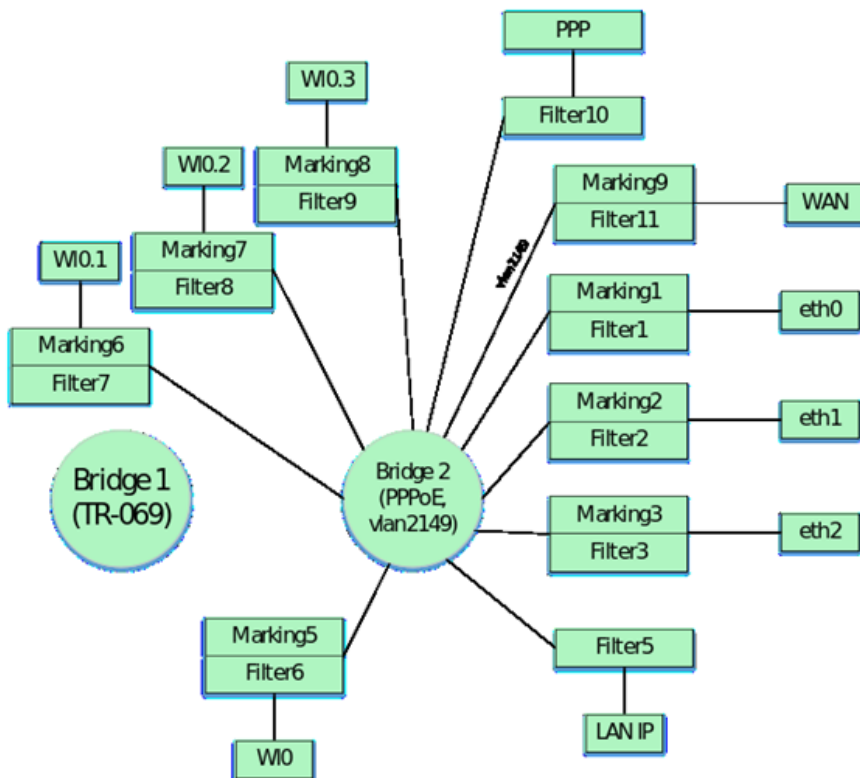 PPP
Filter10
Wl0.3
Marking8
Filter9
Wl0.2
Marking7
Filter8
Wl0.1
Marking6
Filter7
Marking9
Filter11
WAN
vlan2149
Marking1
Filter1
eth0
Marking2
Filter2
eth1
Bridge 1
(TR-069)
Bridge 2
(PPPoE,
vlan2149)
Marking3
Filter3
eth2
Marking5
Filter6
Wl0
Filter5
LAN IP